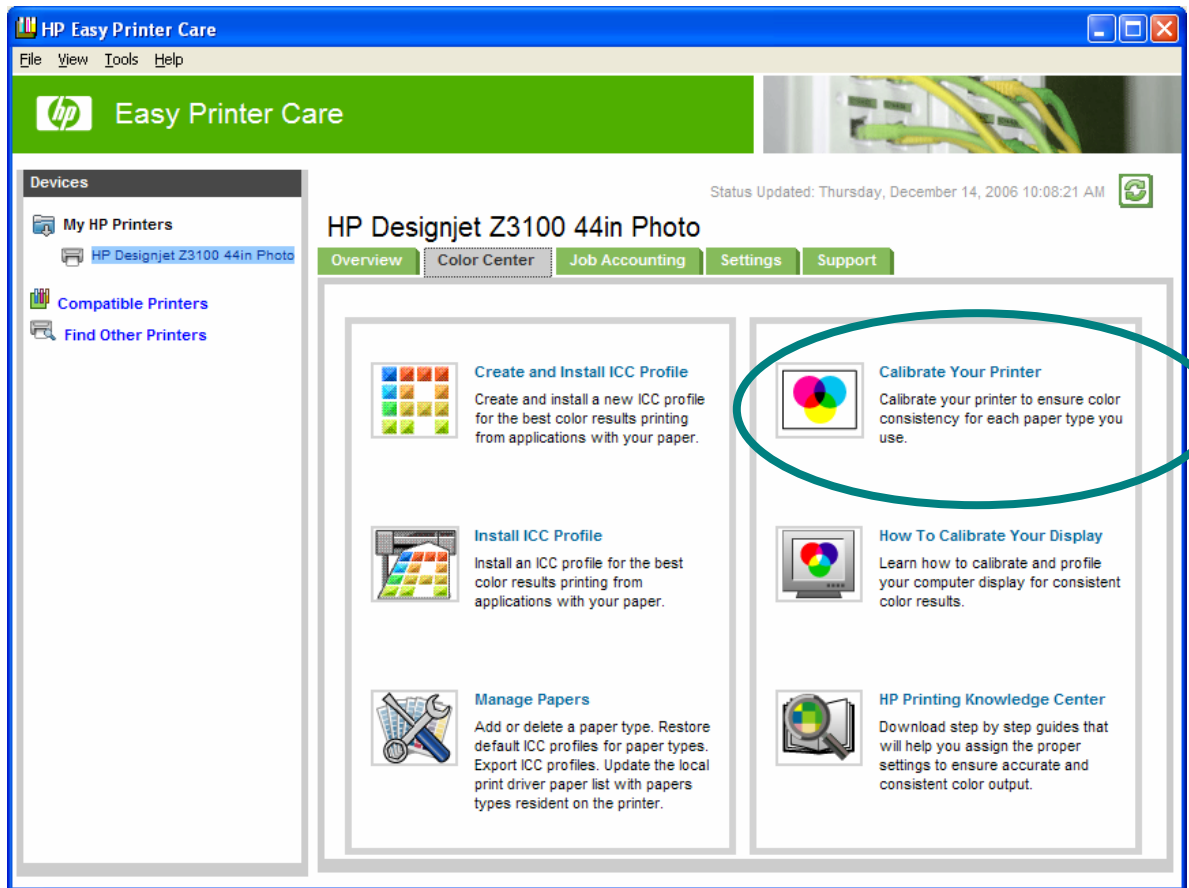 HP Easy Printer Care
File View Tools Help
hp Easy Printer Care
Devices
My HP Printers
HP Designjet Z3100 44in Photo
Compatible Printers
Find Other Printers
Status Updated: Thursday, December 14, 2006 10:08:21 AM
HP Designjet Z3100 44in Photo
Overview Color Center Job Accounting Settings Support
Create and Install ICC Profile
Create and install a new ICC profile
for the best color results printing
from applications with your paper.
Calibrate Your Printer
Calibrate your printer to ensure color
consistency for each paper type you
use.
Install ICC Profile
Install an ICC profile for the best
color results printing from
applications with your paper.
How To Calibrate Your Display
Learn how to calibrate and profile
your computer display for consistent
color results.
Manage Papers
Add or delete a paper type. Restore
default ICC profiles for paper types.
Export ICC profiles. Update the local
print driver paper list with papers
types resident on the printer.
HP Printing Knowledge Center
Download step by step guides that
will help you assign the proper
settings to ensure accurate and
consistent color output.